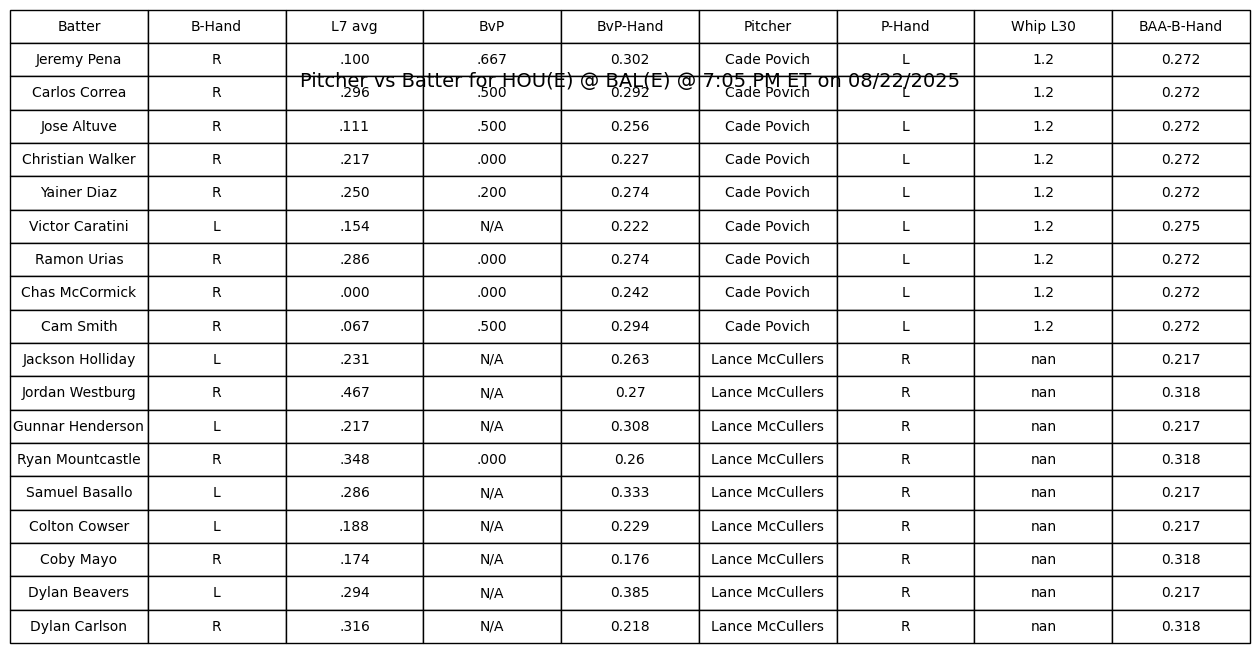 Batter B-Hand L7 avg BvP BvP-Hand Pitcher P-Hand Whip L30 BAA-B-Hand
Jeremy Pena R .100 .667 0.302 Cade Povich L 1.2 0.272
Pitcher vs Batter for HOU(E) @ BAL(E) @ 7:05 PM ET on 08/22/2025
Carlos Correa R .296 .500 0.292 Cade Povich L 1.2 0.272
Jose Altuve R .111 .500 0.256 Cade Povich L 1.2 0.272
Christian Walker R .217 .000 0.227 Cade Povich L 1.2 0.272
Yainer Diaz R .250 .200 0.274 Cade Povich L 1.2 0.272
Victor Caratini L .154 N/A 0.222 Cade Povich L 1.2 0.275
Ramon Urias R .286 .000 0.274 Cade Povich L 1.2 0.272
Chas McCormick R .000 .000 0.242 Cade Povich L 1.2 0.272
Cam Smith R .067 .500 0.294 Cade Povich L 1.2 0.272
Jackson Holliday L .231 N/A 0.263 Lance McCullers R nan 0.217
Jordan Westburg R .467 N/A 0.27 Lance McCullers R nan 0.318
Gunnar Henderson L .217 N/A 0.308 Lance McCullers R nan 0.217
Ryan Mountcastle R .348 .000 0.26 Lance McCullers R nan 0.318
Samuel Basallo L .286 N/A 0.333 Lance McCullers R nan 0.217
Colton Cowser L .188 N/A 0.229 Lance McCullers R nan 0.217
Coby Mayo R .174 N/A 0.176 Lance McCullers R nan 0.318
Dylan Beavers L .294 N/A 0.385 Lance McCullers R nan 0.217
Dylan Carlson R .316 N/A 0.218 Lance McCullers R nan 0.318